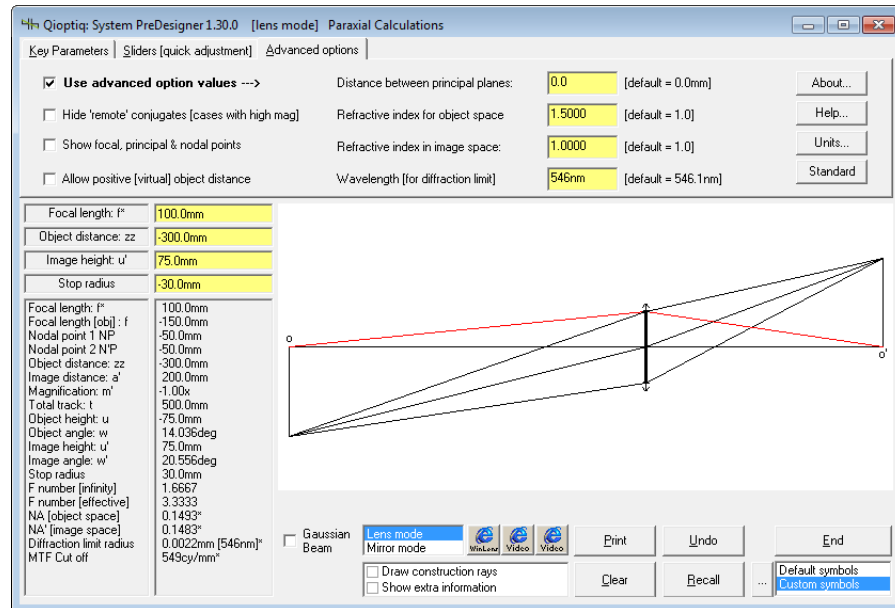 Qioptiq: System PreDesigner 1.30.0 [lens mode] Paraxial Calculations
Key Parameters Sliders [quick adjustment] Advanced options
Use advanced option values ---> Distance between principal planes: 0.0 [default = 0.0mm] About...
Hide 'remote' conjugates [cases with high mag] Refractive index for object space 1.5000 [default = 1.0] Help...
Show focal, principal & nodal points Refractive index in image space: 1.0000 [default = 1.0] Units...
Allow positive [virtual] object distance Wavelength [for diffraction limit] 546nm [default = 546.1nm] Standard
Focal length: f* 100.0mm
Object distance: zz -300.0mm
Image height: u' 75.0mm
Stop radius -30.0mm
Focal length: f* 100.0mm
Focal length [obj] : f -150.0mm
Nodal point 1 NP -50.0mm
Nodal point 2 N'P -50.0mm
Object distance: zz -300.0mm
Image distance: a' 200.0mm
Magnification: m' -1.00x
Total track: t 500.0mm
Object height: u -75.0mm
Object angle: w 14.036deg
Image height: u' 75.0mm
Image angle: w' 20.556deg
Stop radius 30.0mm
F number [infinity] 1.6667
F number [effective] 3.3333
NA [object space] 0.1493*
NA' [image space] 0.1483*
Diffraction limit radius 0.0022mm [546nm]*
MTF Cut off 549cy/mm*
o
o'
Gaussian Beam
Lens mode
Mirror mode
WinLens Video Video
Print Undo End
Draw construction rays
Show extra information
Clear Recall ...
Default symbols
Custom symbols